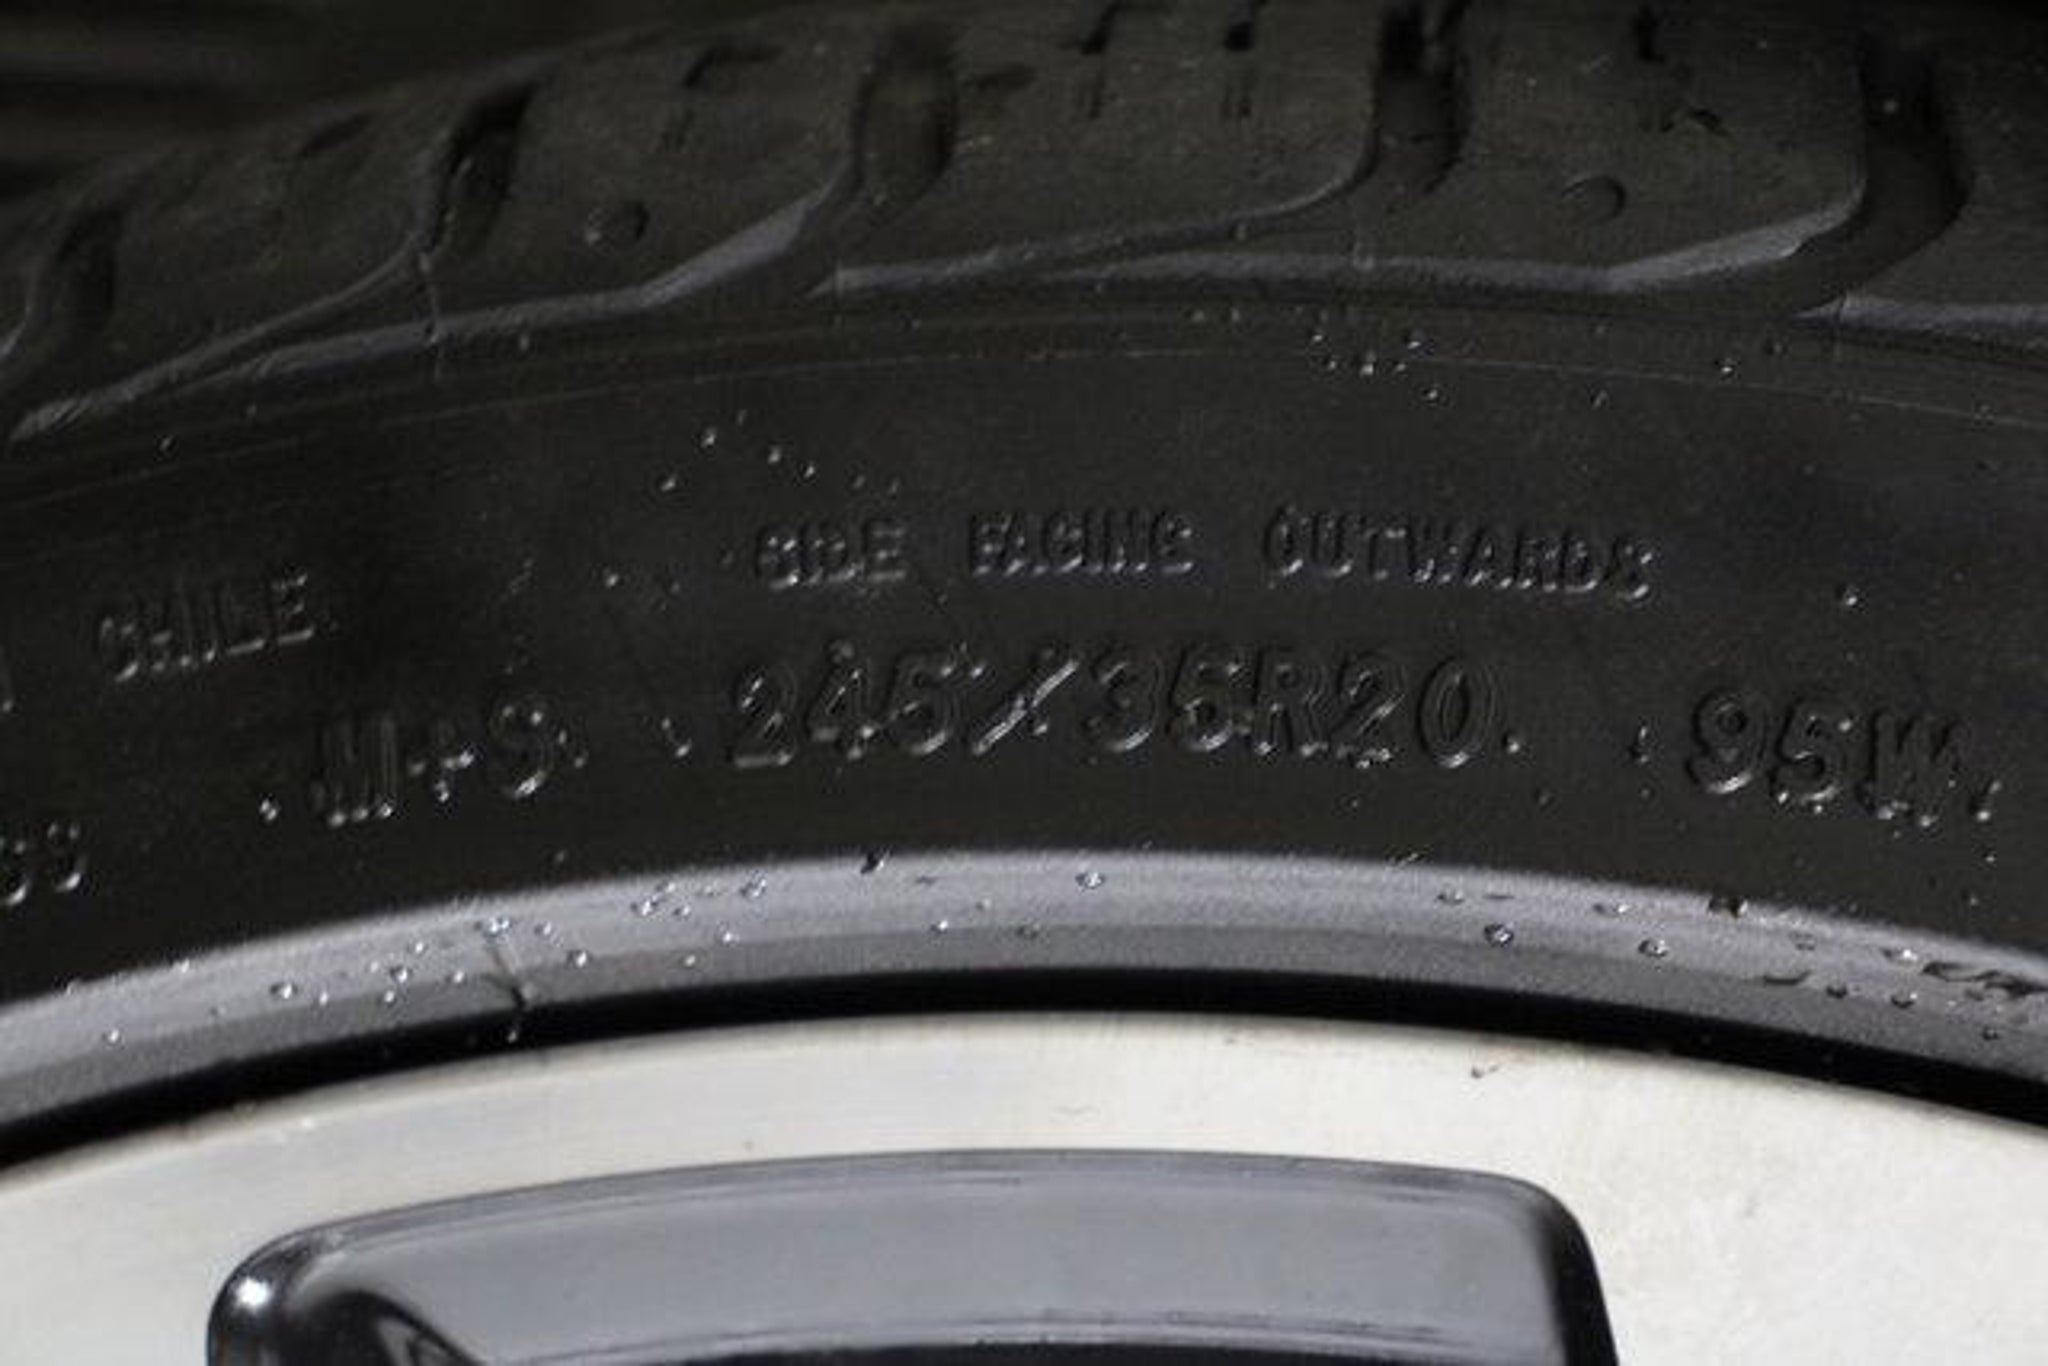 SIDE FACING OUTWARDS
CHILE
M+S 245/35R20 95W